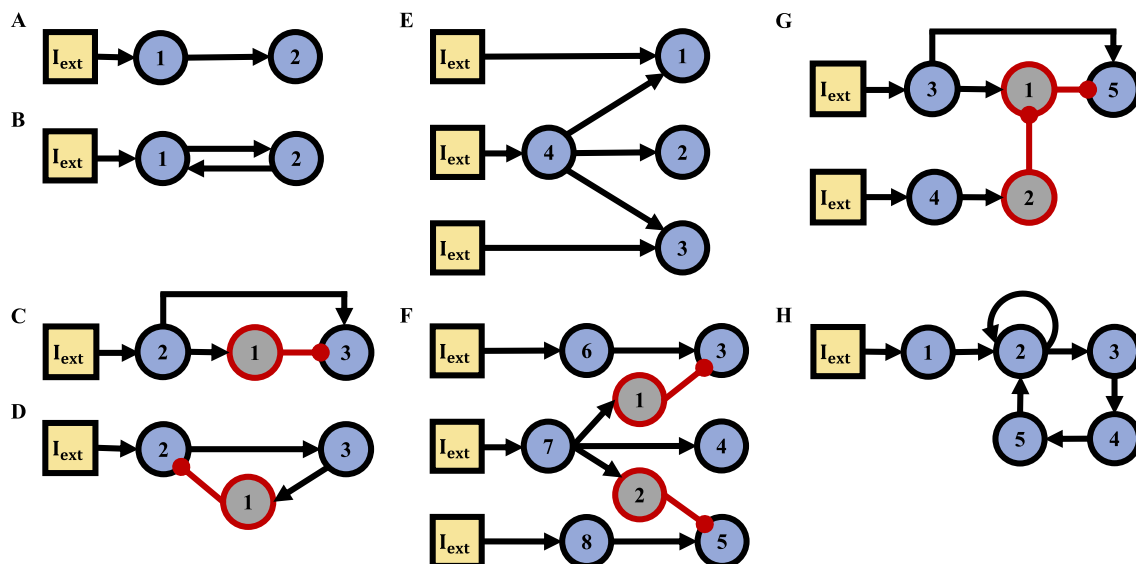 A
I_ext 1 2
B
I_ext 1 2
C
I_ext 2 1 3
D
I_ext 2 3
1
E
I_ext 1
I_ext 4 2
I_ext 3
F
I_ext 6 3
1
I_ext 7 4
2
I_ext 8 5
G
I_ext 3 1 5
I_ext 4 2
H
I_ext 1 2 3
5 4